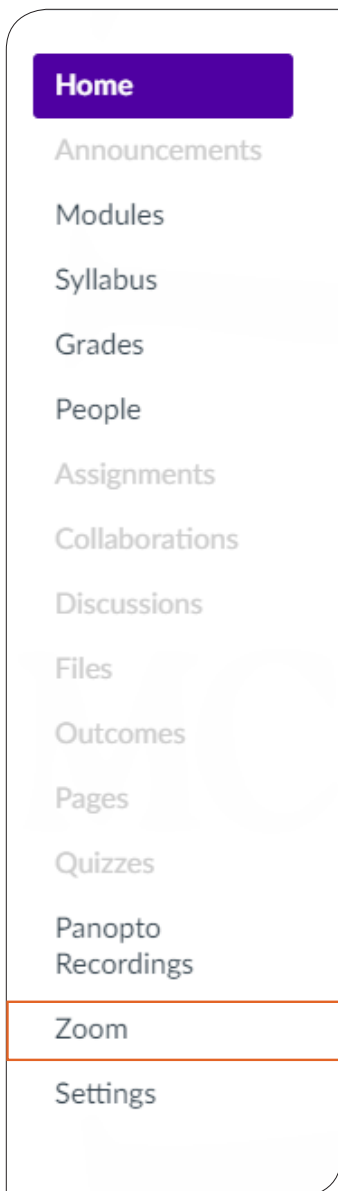 Home
Announcements
Modules
Syllabus
Grades
People
Assignments
Collaborations
Discussions
Files
Outcomes
Pages
Quizzes
Panopto
Recordings
Zoom
Settings